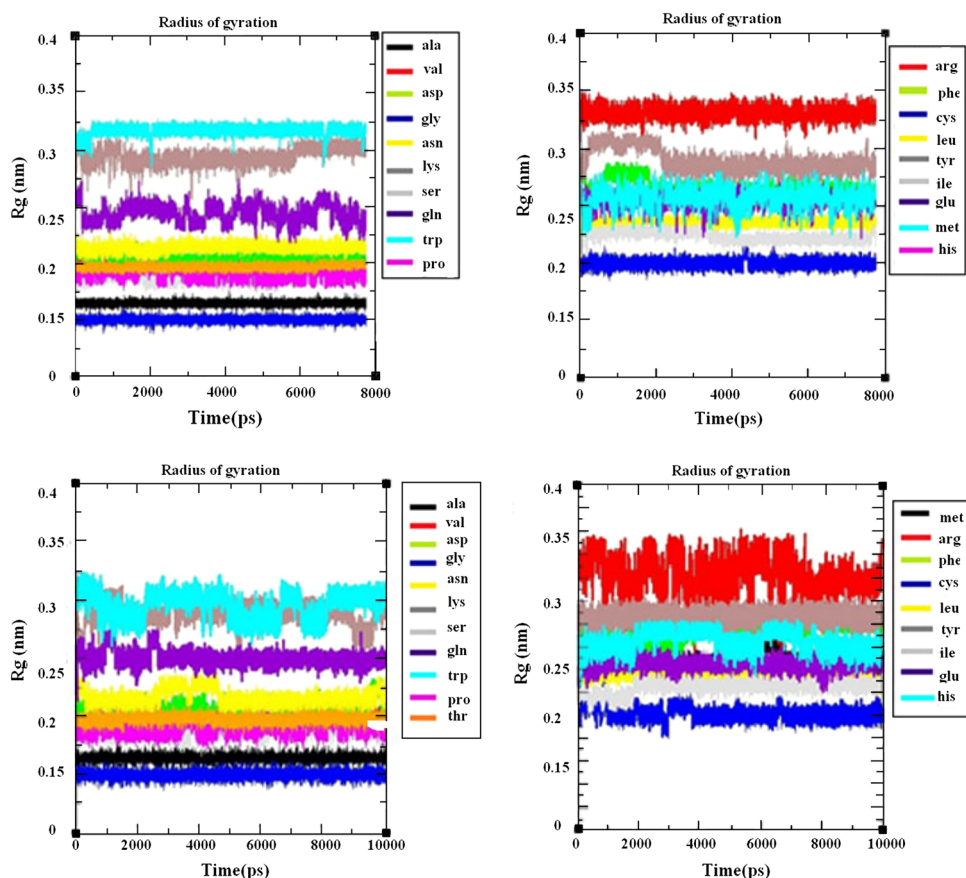 Radius of gyration
0.4
0.35
0.3
0.25
0.2
0.15
0
Rg (nm)
0 2000 4000 6000 8000
Time(ps)
ala
val
asp
gly
asn
lys
ser
gln
trp
pro
Radius of gyration
0.4
0.35
0.3
0.25
0.2
0.15
0
Rg (nm)
0 2000 4000 6000 8000
Time(ps)
arg
phe
cys
leu
tyr
ile
glu
met
his
Radius of gyration
0.4
0.35
0.3
0.25
0.2
0.15
0
Rg (nm)
0 2000 4000 6000 8000 10000
Time(ps)
ala
val
asp
gly
asn
lys
ser
gln
trp
pro
thr
Radius of gyration
0.4
0.35
0.3
0.25
0.2
0.15
0
Rg (nm)
0 2000 4000 6000 8000 10000
Time(ps)
met
arg
phe
cys
leu
tyr
ile
glu
his